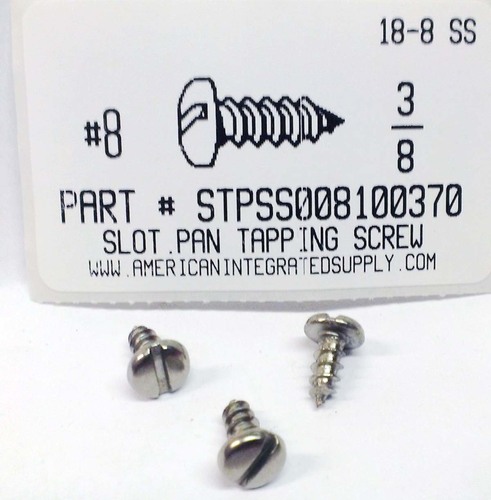 18-8 SS
#8
3
8
PART # STPSS008100370
SLOT PAN TAPPING SCREW
WWW.AMERICANINTEGRATEDSUPPLY.COM